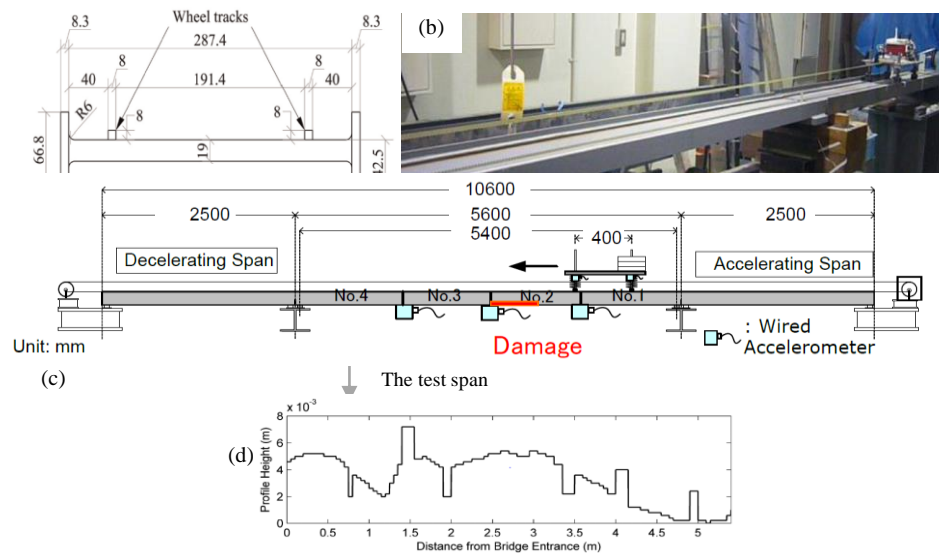 Wheel tracks
8.3
287.4
8.3
8
8
40
191.4
40
R6
8
8
66.8
19
42.5
(b)
10600
2500
5600
2500
5400
400
Decelerating Span
Accelerating Span
No.4
No.3
No.2
No.1
Damage
: Wired
Accelerometer
Unit: mm
(c)
The test span
(d)
x 10-3
Profile Height (m)
8
6
4
2
0
0
0.5
1
1.5
2
2.5
3
3.5
4
4.5
5
Distance from Bridge Entrance (m)